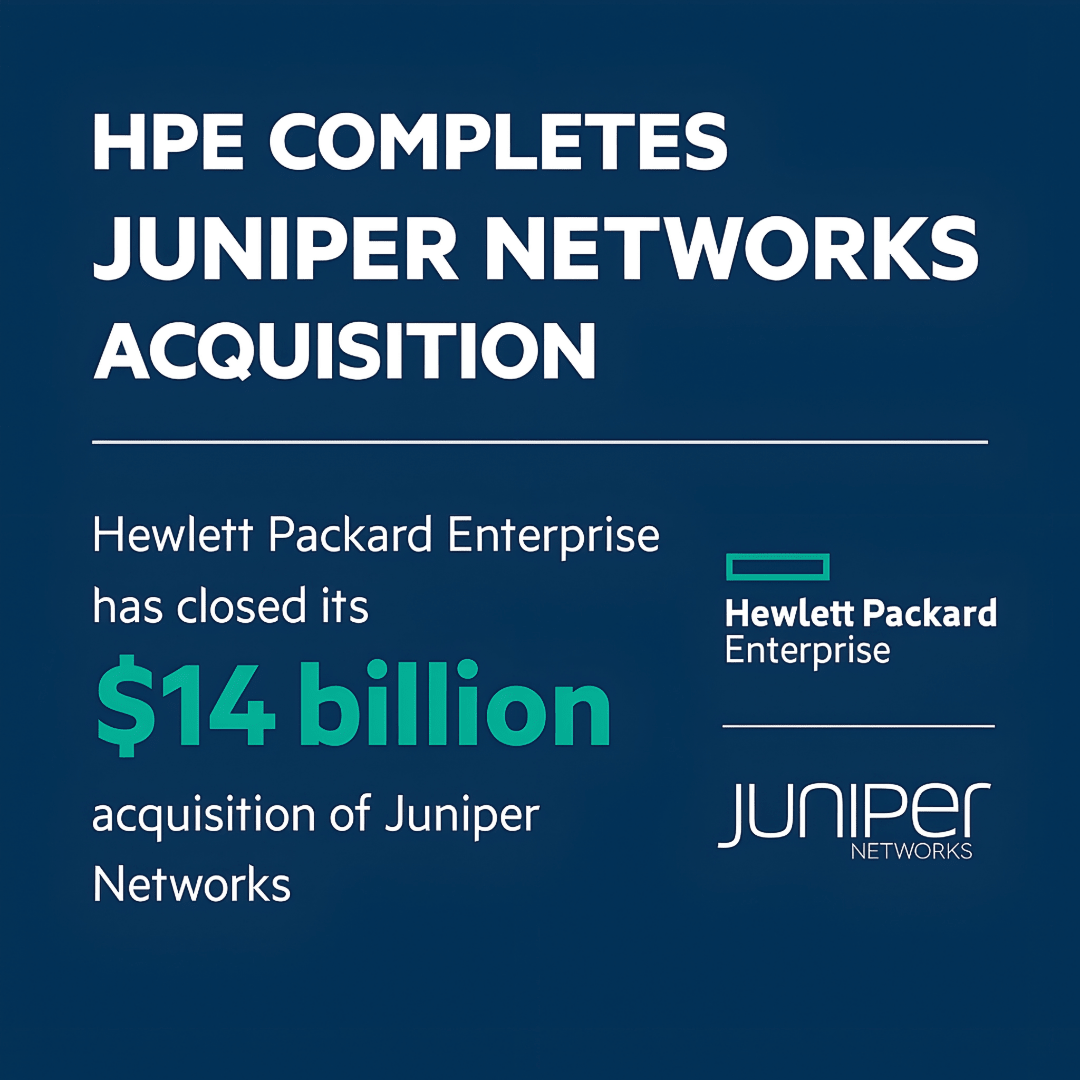 HPE COMPLETES
JUNIPER NETWORKS
ACQUISITION
Hewlett Packard Enterprise
has closed its
$14 billion
acquisition of Juniper
Networks
Hewlett Packard
Enterprise
JUNIPer
NETWORKS